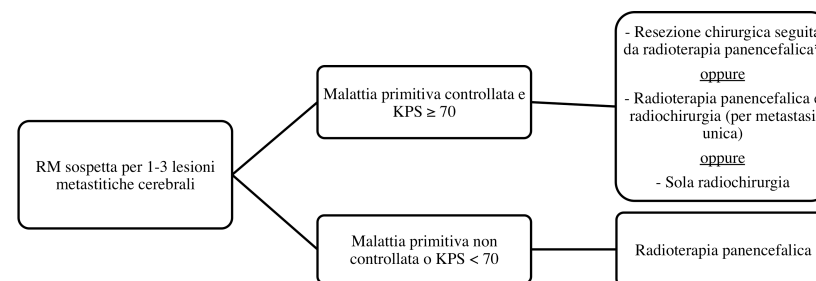 RM sospetta per 1-3 lesioni
metastitiche cerebrali
Malattia primitiva controllata e
KPS ≥ 70
- Resezione chirurgica seguita
da radioterapia panencefalica*
oppure
- Radioterapia panencefalica e
radiochirurgia (per metastasi
unica)
oppure
- Sola radiochirurgia
Malattia primitiva non
controllata o KPS < 70
Radioterapia panencefalica